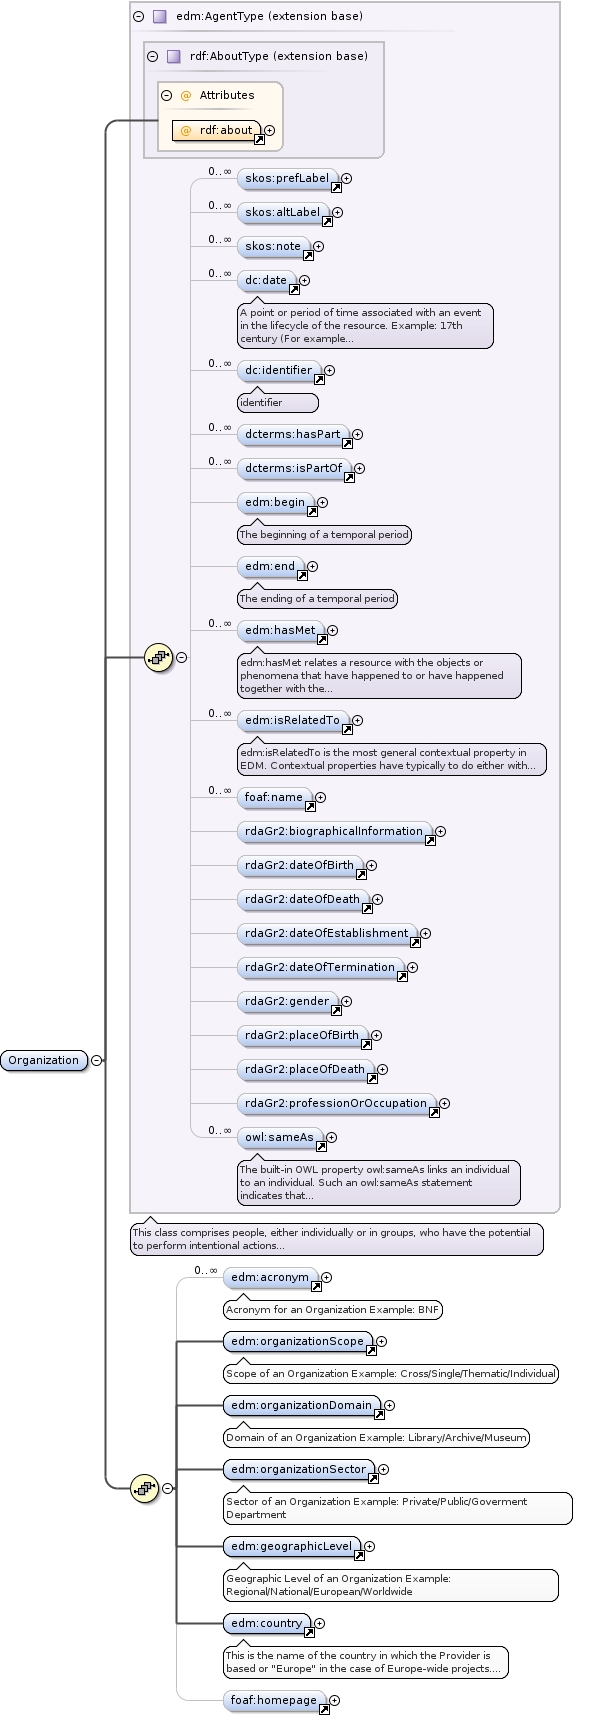 edm:AgentType (extension base)
rdf:AboutType (extension base)
@ Attributes
@ rdf:about
0..∞
skos:prefLabel
0..∞
skos:altLabel
0..∞
skos:note
0..∞
dc:date
A point or period of time associated with an event
in the lifecycle of the resource. Example: 17th
century (For example...
0..∞
dc:identifier
identifier
0..∞
dcterms:hasPart
0..∞
dcterms:isPartOf
edm:begin
The beginning of a temporal period
edm:end
The ending of a temporal period
0..∞
edm:hasMet
edm:hasMet relates a resource with the objects or
phenomena that have happened to or have happened
together with the...
0..∞
edm:isRelatedTo
edm:isRelatedTo is the most general contextual property in
EDM. Contextual properties have typically to do either with...
0..∞
foaf:name
rdaGr2:biographicalInformation
rdaGr2:dateOfBirth
rdaGr2:dateOfDeath
rdaGr2:dateOfEstablishment
rdaGr2:dateOfTermination
rdaGr2:gender
rdaGr2:placeOfBirth
Organization
rdaGr2:placeOfDeath
rdaGr2:professionOrOccupation
0..∞
owl:sameAs
The built-in OWL property owl:sameAs links an individual
to an individual. Such an owl:sameAs statement
indicates that...
This class comprises people, either individually or in groups, who have the potential
to perform intentional actions...
0..∞
edm:acronym
Acronym for an Organization Example: BNF
edm:organizationScope
Scope of an Organization Example: Cross/Single/Thematic/Individual
edm:organizationDomain
Domain of an Organization Example: Library/Archive/Museum
edm:organizationSector
Sector of an Organization Example: Private/Public/Goverment
Department
edm:geographicLevel
Geographic Level of an Organization Example:
Regional/National/European/Worldwide
edm:country
This is the name of the country in which the Provider is
based or "Europe" in the case of Europe-wide projects....
foaf:homepage